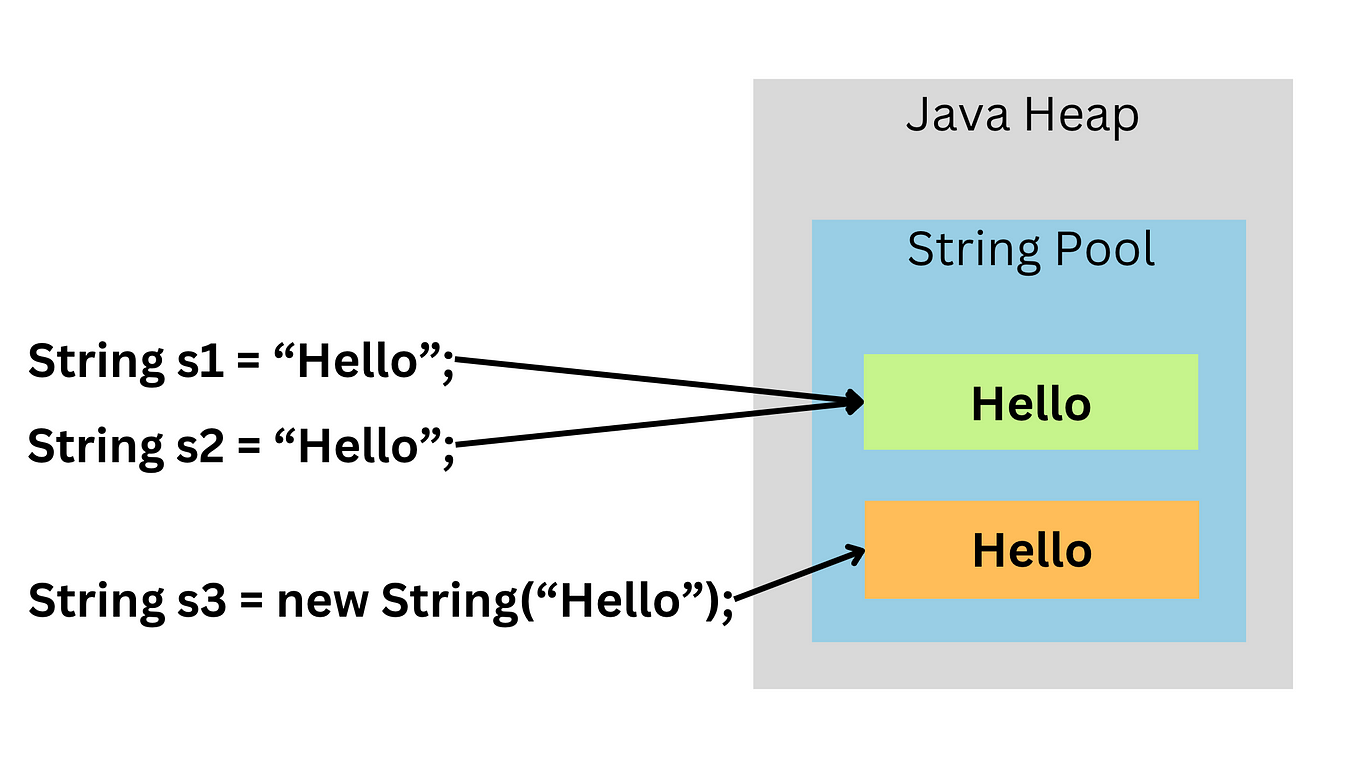 Java Heap
String Pool
String s1 = “Hello”;
Hello
String s2 = “Hello”;
Hello
String s3 = new String(“Hello”);